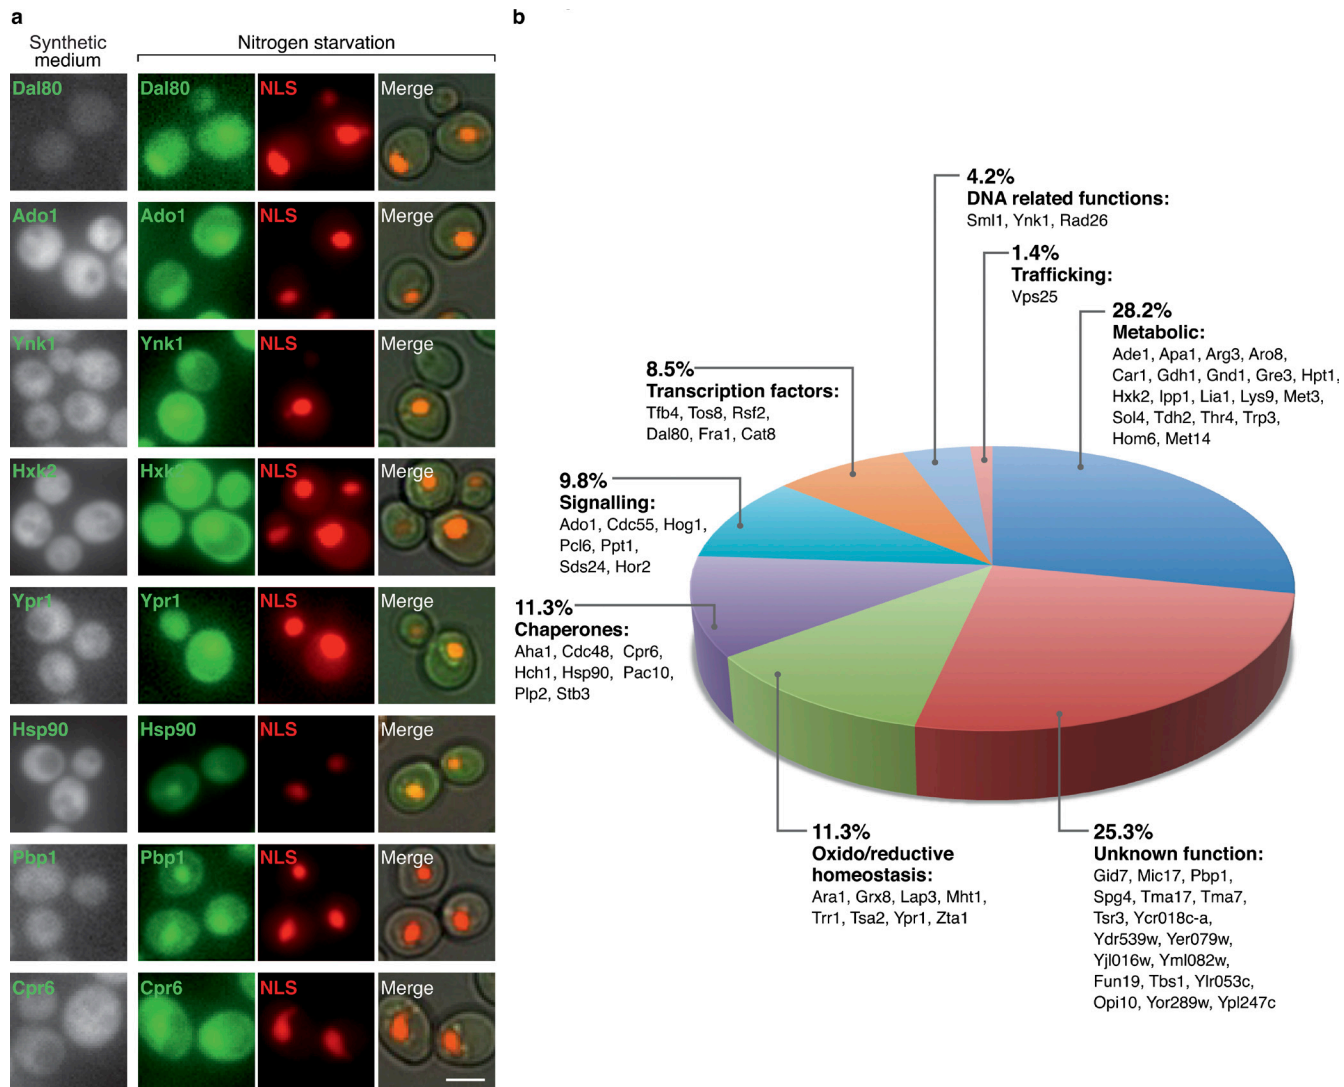 a
Synthetic
medium
Nitrogen starvation
Dal80
Dal80
NLS
Merge
Ado1
Ado1
NLS
Merge
Ynk1
Ynk1
NLS
Merge
Hxk2
Hxk2
NLS
Merge
Ypr1
Ypr1
NLS
Merge
Hsp90
Hsp90
NLS
Merge
Pbp1
Pbp1
NLS
Merge
Cpr6
Cpr6
NLS
Merge
b
4.2%
DNA related functions:
Sml1, Ynk1, Rad26
1.4%
Trafficking:
Vps25
28.2%
Metabolic:
Ade1, Apa1, Arg3, Aro8,
Car1, Gdh1, Gnd1, Gre3, Hpt1,
Hxk2, Ipp1, Lia1, Lys9, Met3,
Sol4, Tdh2, Thr4, Trp3,
Hom6, Met14
8.5%
Transcription factors:
Tfb4, Tos8, Rsf2,
Dal80, Fra1, Cat8
9.8%
Signalling:
Ado1, Cdc55, Hog1,
Pcl6, Ppt1,
Sds24, Hor2
11.3%
Chaperones:
Aha1, Cdc48, Cpr6,
Hch1, Hsp90, Pac10,
Plp2, Stb3
11.3%
Oxido/reductive
homeostasis:
Ara1, Grx8, Lap3, Mht1,
Trr1, Tsa2, Ypr1, Zta1
25.3%
Unknown function:
Gid7, Mic17, Pbp1,
Spg4, Tma17, Tma7,
Tsr3, Ycr018c-a,
Ydr539w, Yer079w,
Yjl016w, Yml082w,
Fun19, Tbs1, Ylr053c,
Opi10, Yor289w, Ypl247c